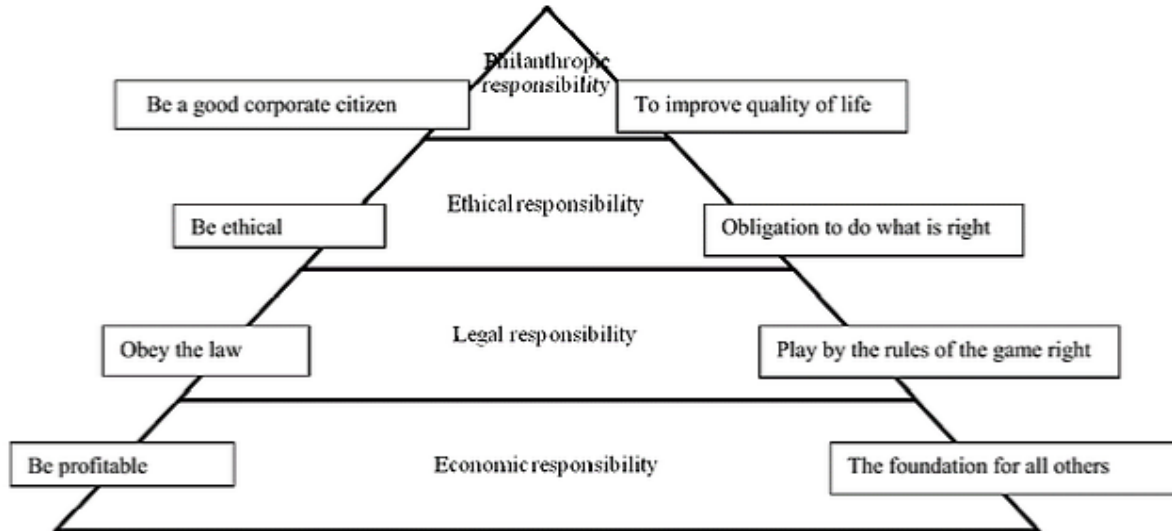 Philanthropic
responsibility
Be a good corporate citizen
To improve quality of life
Ethical responsibility
Be ethical
Obligation to do what is right
Legal responsibility
Obey the law
Play by the rules of the game right
Be profitable
Economic responsibility
The foundation for all others